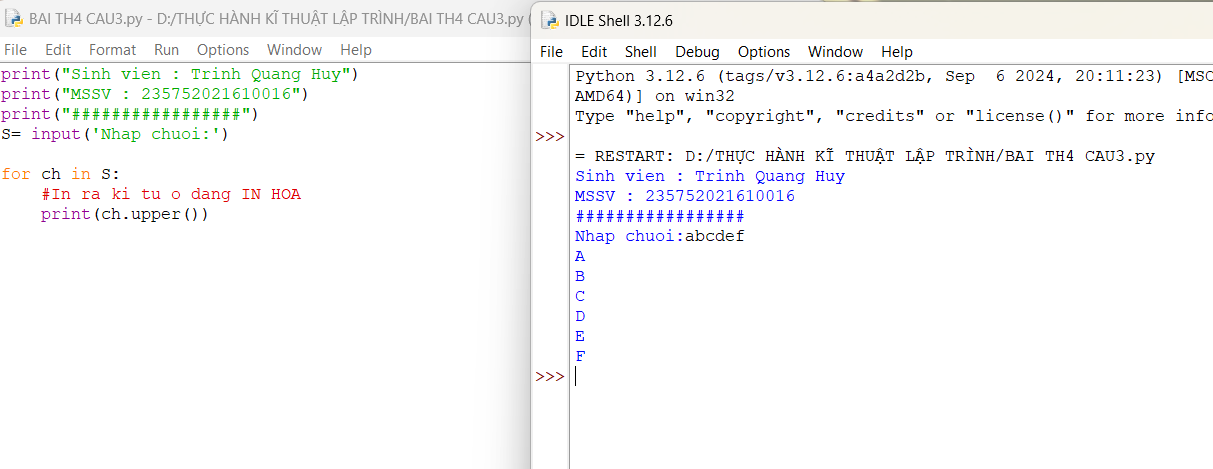 BAI TH4 CAU3.py - D:/THỰC HÀNH KĨ THUẬT LẬP TRÌNH/BAI TH4 CAU3.py (
File Edit Format Run Options Window Help
print("Sinh vien : Trinh Quang Huy")
print("MSSV : 235752021610016")
print("#################")
S= input('Nhap chuoi:')
for ch in S:
    #In ra ki tu o dang IN HOA
    print(ch.upper())
IDLE Shell 3.12.6
File Edit Shell Debug Options Window Help
Python 3.12.6 (tags/v3.12.6:a4a2d2b, Sep  6 2024, 20:11:23) [MSC
AMD64)] on win32
Type "help", "copyright", "credits" or "license()" for more info
>>>
= RESTART: D:/THỰC HÀNH KĨ THUẬT LẬP TRÌNH/BAI TH4 CAU3.py
Sinh vien : Trinh Quang Huy
MSSV : 235752021610016
#################
Nhap chuoi:abcdef
A
B
C
D
E
F
>>>